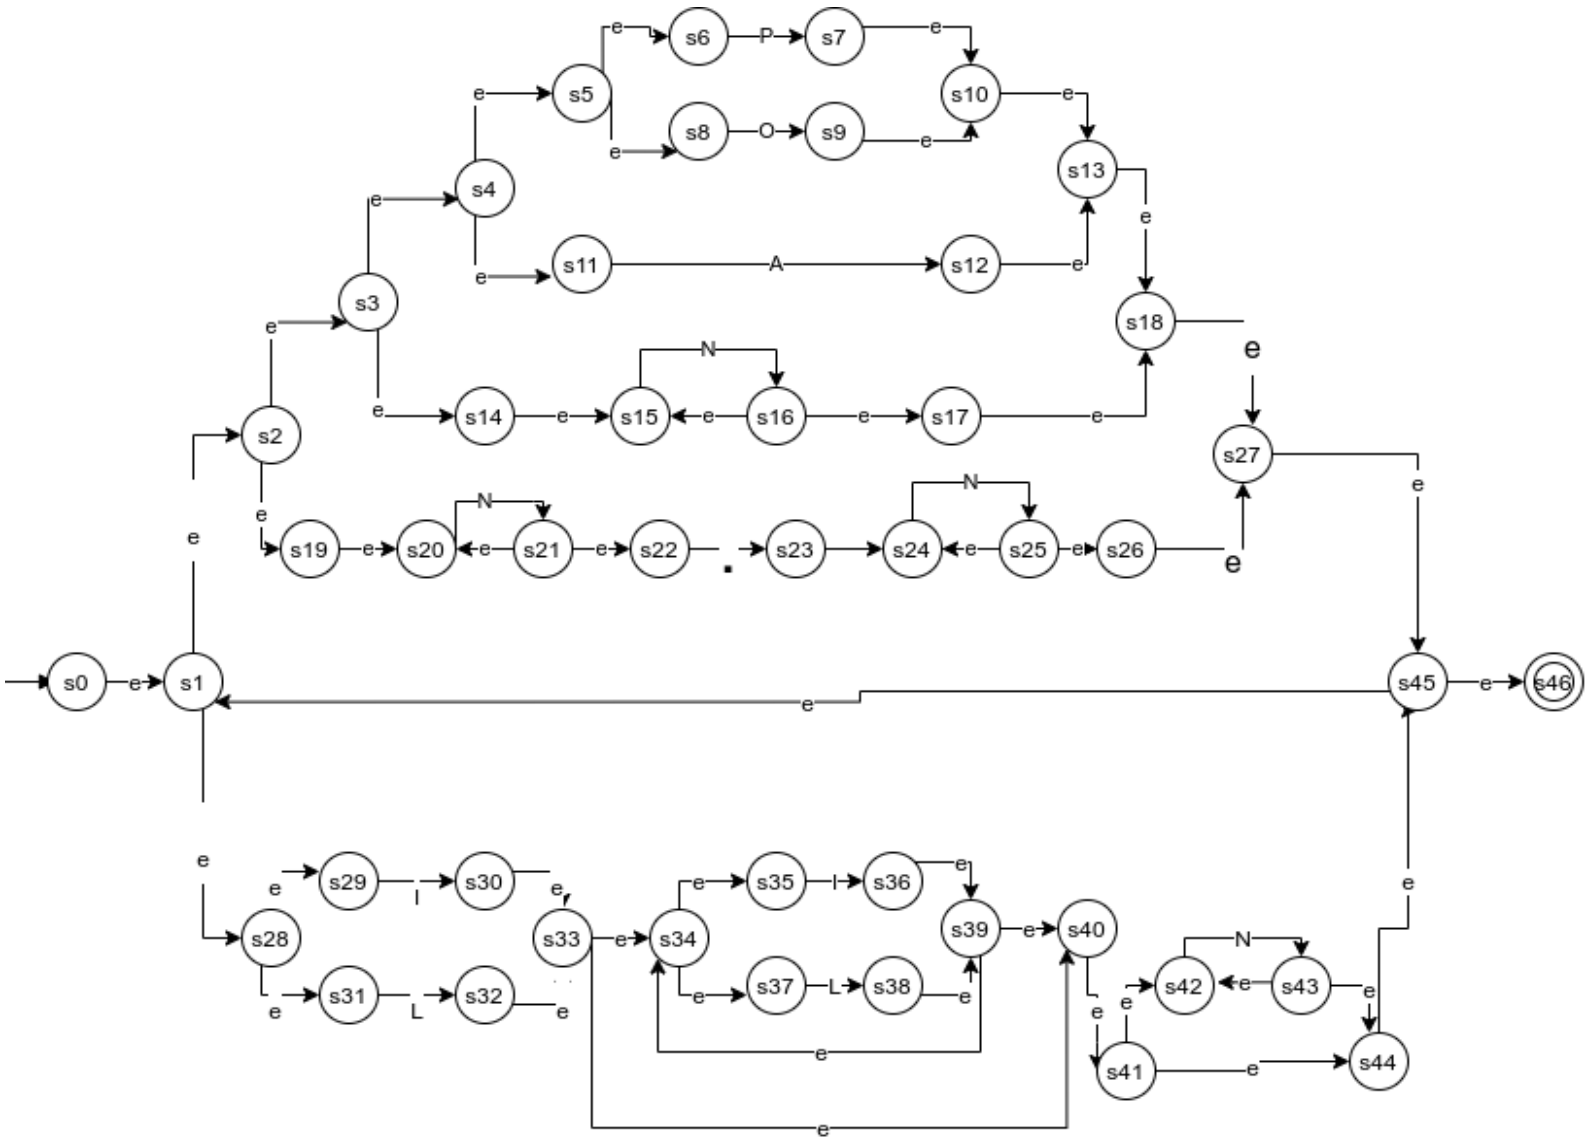 e s6 P s7 e
s5 s10 e
e
s8 O s9 e
e
s13
s4 e
e
s11 A s12 e
e
s3 s18
e
e
N
s14 e s15 e s16 e s17 e
e
s2 s27
e
N N
e
s19 e s20 e s21 e s22 . s23 s24 e s25 e s26 e
e
s0 e s1 s45 e s46
e
e
e s29 I s30 e
s28 s33 e s34
e s31 L s32 e
e s35 I s36 e
s39 e s40
e s37 L s38 e
e
e
N
e s42 e s43 e
e
s41 e s44
e
e